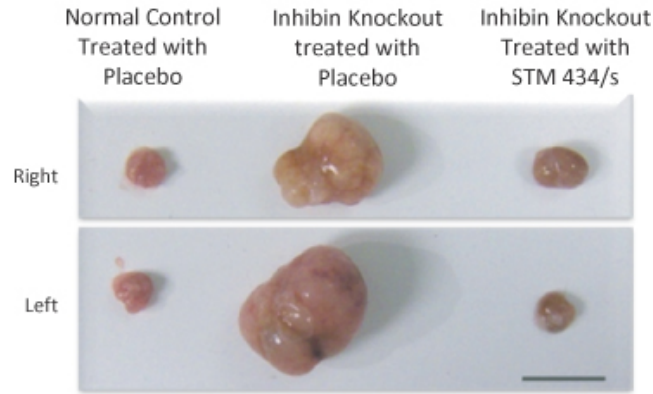 Normal Control
Treated with
Placebo
Inhibin Knockout
treated with
Placebo
Inhibin Knockout
Treated with
STM 434/s
Right
Left